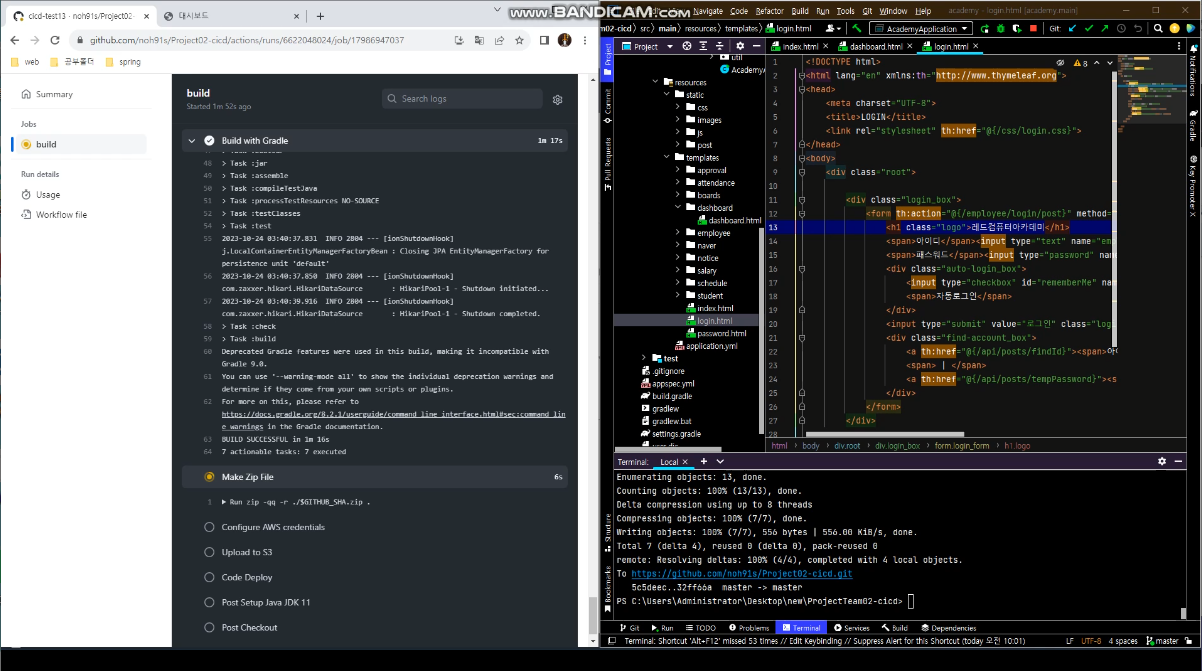 cicd-test13 · noh91s/Project02-c
대시보드
www.BANDICAM.com
github.com/noh91s/Project02-cicd/actions/runs/6622048024/job/17986947037
web
공부폴더
spring
Summary
Jobs
build
Run details
Usage
Workflow file
build
Started 1m 52s ago
Search logs
Build with Gradle 1m 17s
48 > Task :jar
49 > Task :assemble
50 > Task :compileTestJava
51 > Task :processTestResources NO-SOURCE
52 > Task :testClasses
54 > Task :test
55 2023-10-24 03:40:37.831 INFO 2804 --- [ionShutdownHook]
j.LocalContainerEntityManagerFactoryBean : Closing JPA EntityManagerFactory for
persistence unit 'default'
56 2023-10-24 03:40:37.850 INFO 2804 --- [ionShutdownHook]
com.zaxxer.hikari.HikariDataSource : HikariPool-1 - Shutdown initiated...
57 2023-10-24 03:40:39.916 INFO 2804 --- [ionShutdownHook]
com.zaxxer.hikari.HikariDataSource : HikariPool-1 - Shutdown completed.
58 > Task :check
59 > Task :build
60 Deprecated Gradle features were used in this build, making it incompatible with
Gradle 9.0.
61 You can use '--warning-mode all' to show the individual deprecation warnings and
determine if they come from your own scripts or plugins.
62 For more on this, please refer to
https://docs.gradle.org/8.2.1/userguide/command_line_interface.html#sec:command_lin
e_warnings in the Gradle documentation.
63 BUILD SUCCESSFUL in 1m 16s
64 7 actionable tasks: 7 executed
Make Zip File 6s
1 Run zip -qq -r ./$GITHUB_SHA.zip .
Configure AWS credentials
Upload to S3
Code Deploy
Post Setup Java JDK 11
Post Checkout
Navigate Code Refactor Build Run Tools Git Window Help academy - login.html [academy.main]
m02-cicd src main resources templates login.html AcademyApplication Git:
Project
index.html dashboard.html login.html
util
Academy
resources
static
css
images
js
post
templates
approval
attendance
boards
dashboard
dashboard.html
employee
naver
notice
salary
schedule
student
index.html
login.html
password.html
application.yml
test
.gitignore
appspec.yml
build.gradle
gradlew
gradlew.bat
settings.gradle
Project
Commit
Pull Requests
Structure
Bookmarks
1 <!DOCTYPE html>
2 <html lang="en" xmlns:th="http://www.thymeleaf.org">
3 <head>
4 <meta charset="UTF-8">
5 <title>LOGIN</title>
6 <link rel="stylesheet" th:href="@{/css/login.css}">
7 </head>
8 <body>
9 <div class="root">
10
11 <div class="login_box">
12 <form th:action="@{/employee/login/post}" method=
13 <h1 class="logo">레드컴퓨터아카데미</h1>
14 <span>아이디</span><input type="text" name="em
15 <span>패스워드</span><input type="password" nam
16 <div class="auto-login_box">
17 <input type="checkbox" id="rememberMe" nam
18 <span>자동로그인</span>
19 </div>
20 <input type="submit" value="로그인" class="log
21 <div class="find-account_box">
22 <a th:href="@{/api/posts/findId}"><span>아
23 <span> | </span>
24 <a th:href="@{/api/posts/tempPassword}"><s
25 </div>
26 </form>
27 </div>
28
8
Notifications
Gradle
Key Promoter X
html body div.root div.login_box form.login_form h1.logo
Terminal: Local
Enumerating objects: 13, done.
Counting objects: 100% (13/13), done.
Delta compression using up to 8 threads
Compressing objects: 100% (7/7), done.
Writing objects: 100% (7/7), 556 bytes | 556.00 KiB/s, done.
Total 7 (delta 4), reused 0 (delta 0), pack-reused 0
remote: Resolving deltas: 100% (4/4), completed with 4 local objects.
To https://github.com/noh91s/Project02-cicd.git
5c5deec..32ff66a master -> master
PS C:\Users\Administrator\Desktop\new\ProjectTeam02-cicd>
Git Run TODO Problems Terminal Services Build Dependencies
Terminal: Shortcut 'Alt+F12' missed 53 times // Edit Keybinding // Suppress Alert for this Shortcut (today 오전 10:01) LF UTF-8 4 spaces master